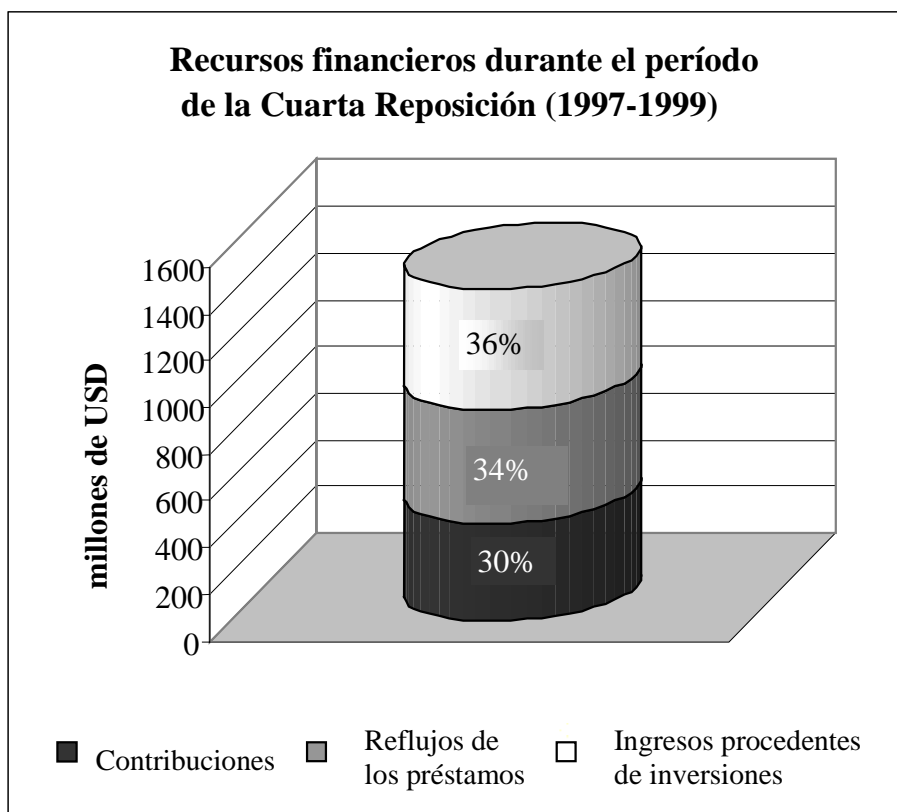 Recursos financieros durante el período
de la Cuarta Reposición (1997-1999)
millones de USD
1600
1400
1200
1000
800
600
400
200
0
36%
34%
30%
Contribuciones
Reflujos de
los préstamos
Ingresos procedentes
de inversiones